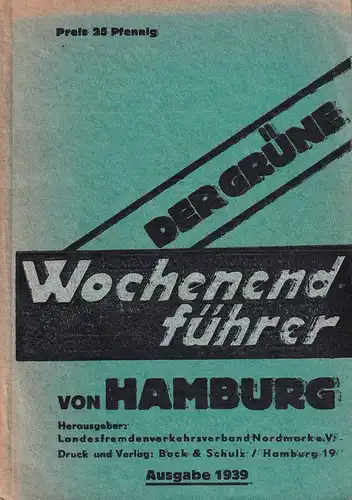 Preis 25 Pfennig
DER GRÜNE
Wochenend-
führer
VON HAMBURG
Herausgeber:
Landesfremdenverkehrsverband Nordmark e.V.
Druck und Verlag: Bock & Schulz / Hamburg 19
Ausgabe 1939